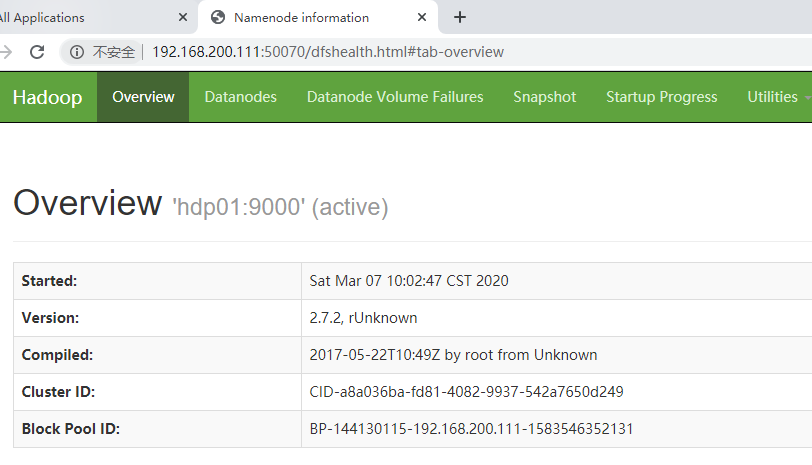 All Applications
Namenode information
不安全 192.168.200.111:50070/dfshealth.html#tab-overview
Hadoop Overview Datanodes Datanode Volume Failures Snapshot Startup Progress Utilities
Overview 'hdp01:9000' (active)
Started: Sat Mar 07 10:02:47 CST 2020
Version: 2.7.2, rUnknown
Compiled: 2017-05-22T10:49Z by root from Unknown
Cluster ID: CID-a8a036ba-fd81-4082-9937-542a7650d249
Block Pool ID: BP-144130115-192.168.200.111-1583546352131